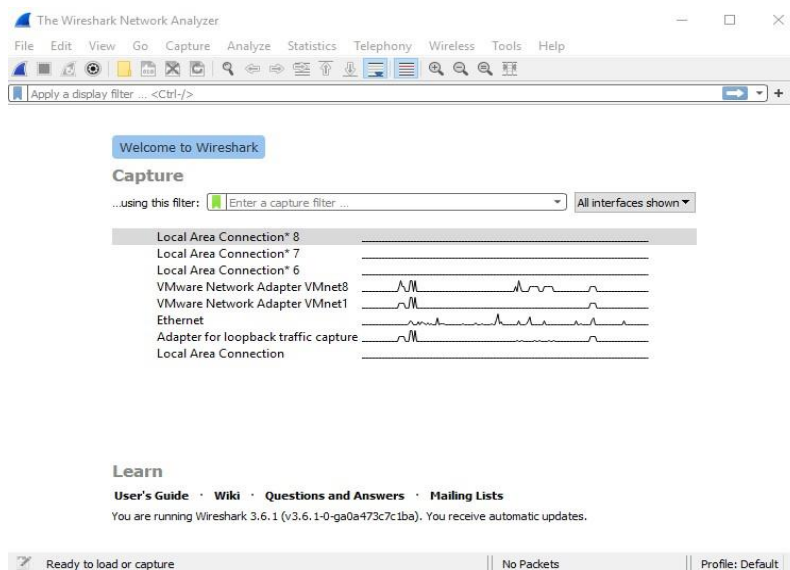 The Wireshark Network Analyzer
File Edit View Go Capture Analyze Statistics Telephony Wireless Tools Help
Apply a display filter ... <Ctrl-/>
Welcome to Wireshark
Capture
...using this filter: Enter a capture filter ... All interfaces shown
Local Area Connection* 8
Local Area Connection* 7
Local Area Connection* 6
VMware Network Adapter VMnet8
VMware Network Adapter VMnet1
Ethernet
Adapter for loopback traffic capture
Local Area Connection
Learn
User's Guide · Wiki · Questions and Answers · Mailing Lists
You are running Wireshark 3.6.1 (v3.6.1-0-ga0a473c7c1ba). You receive automatic updates.
Ready to load or capture No Packets Profile: Default